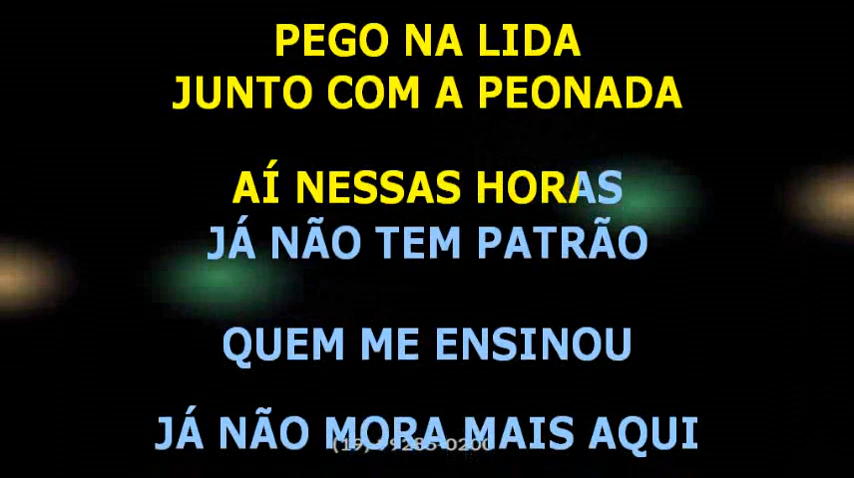 PEGO NA LIDA
JUNTO COM A PEONADA
AÍ NESSAS HORAS
JÁ NÃO TEM PATRÃO
QUEM ME ENSINOU
JÁ NÃO MORA MAIS AQUI